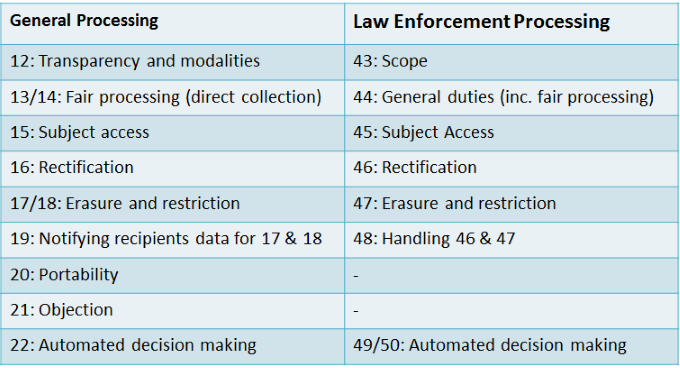 General Processing Law Enforcement Processing
12: Transparency and modalities 43: Scope
13/14: Fair processing (direct collection) 44: General duties (inc. fair processing)
15: Subject access 45: Subject Access
16: Rectification 46: Rectification
17/18: Erasure and restriction 47: Erasure and restriction
19: Notifying recipients data for 17 & 18 48: Handling 46 & 47
20: Portability -
21: Objection -
22: Automated decision making 49/50: Automated decision making